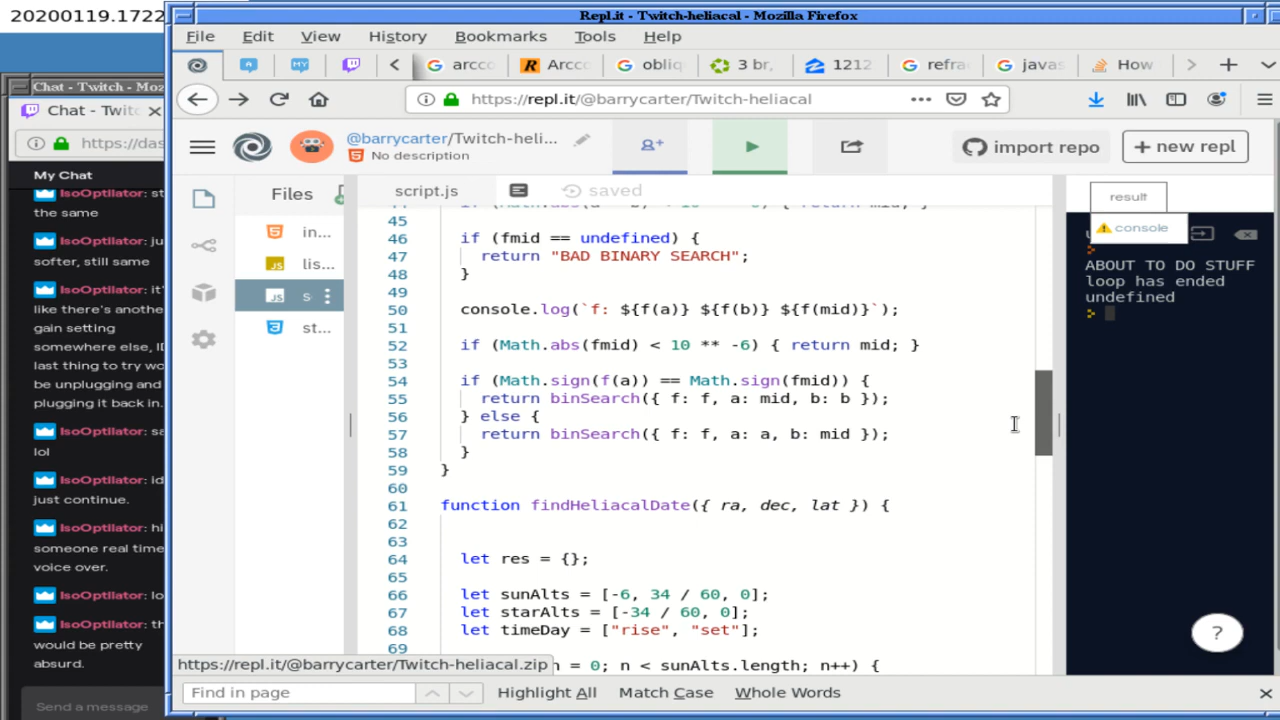 20200119.1722
Repl.it - Twitch-heliacal - Mozilla Firefox
File Edit View History Bookmarks Tools Help
Chat - Twitch - Moz
arcco Arcco obliq 3 br, 1212 refra javas How
Chat - Twitc
https://repl.it/@barrycarter/Twitch-heliacal
https://das
@barrycarter/Twitch-heli...
No description
import repo
+ new repl
My Chat
IsoOptilator: st
the same
IsoOptilator: ju
softer, still same
IsoOptilator: it'
like there's anothe
gain setting
somewhere else, ID
last thing to try wo
be unplugging and
plugging it back in.
IsoOptilator: sa
lol
IsoOptilator: id
just continue.
IsoOptilator: hi
someone real time
voice over.
IsoOptilator: lo
IsoOptilator: th
would be pretty
absurd.
Send a message
Files
in...
lis...
s
st...
script.js
saved
45
46 if (fmid == undefined) {
47 return "BAD BINARY SEARCH";
48 }
49
50 console.log(`f: ${f(a)} ${f(b)} ${f(mid)}`);
51
52 if (Math.abs(fmid) < 10 ** -6) { return mid; }
53
54 if (Math.sign(f(a)) == Math.sign(fmid)) {
55 return binSearch({ f: f, a: mid, b: b });
56 } else {
57 return binSearch({ f: f, a: a, b: mid });
58 }
59 }
60
61 function findHeliacalDate({ ra, dec, lat }) {
62
63
64 let res = {};
65
66 let sunAlts = [-6, 34 / 60, 0];
67 let starAlts = [-34 / 60, 0];
68 let timeDay = ["rise", "set"];
69
n = 0; n < sunAlts.length; n++) {
result
console
ABOUT TO DO STUFF
loop has ended
undefined
?
https://repl.it/@barrycarter/Twitch-heliacal.zip
Find in page
Highlight All Match Case Whole Words